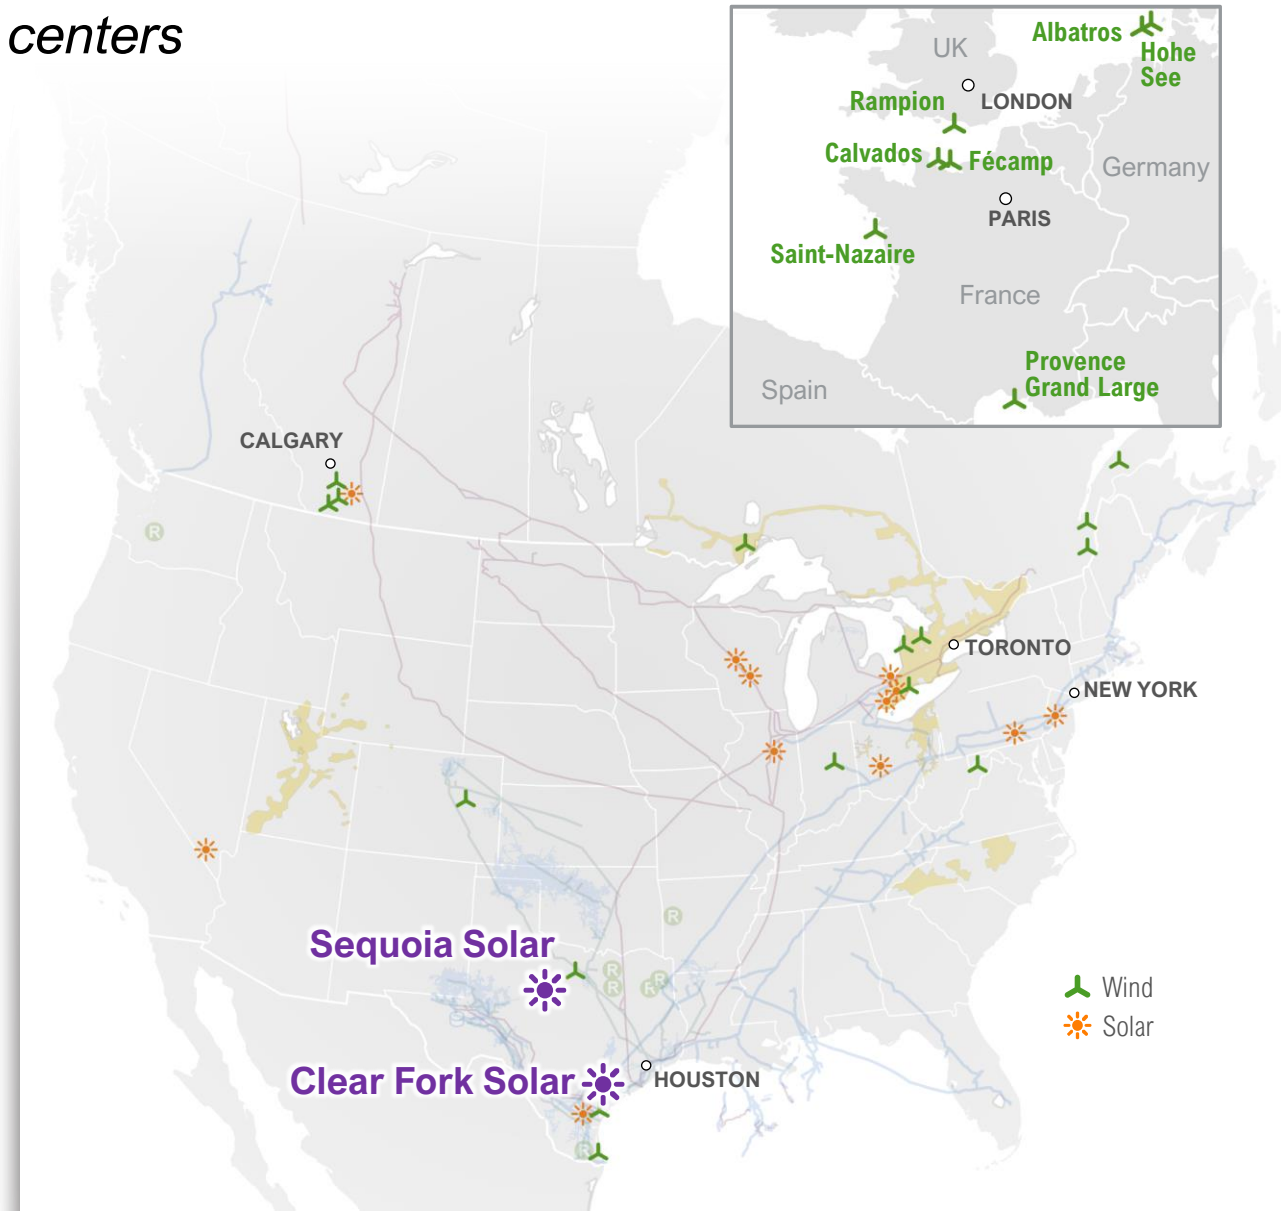 centers
Albatros
Hohe
See
UK
LONDON
Rampion
Calvados
Fécamp
Germany
PARIS
Saint-Nazaire
France
Provence
Grand Large
Spain
CALGARY
R
TORONTO
NEW YORK
R
Sequoia Solar
R
R
R
R
Wind
Solar
Clear Fork Solar
HOUSTON
R